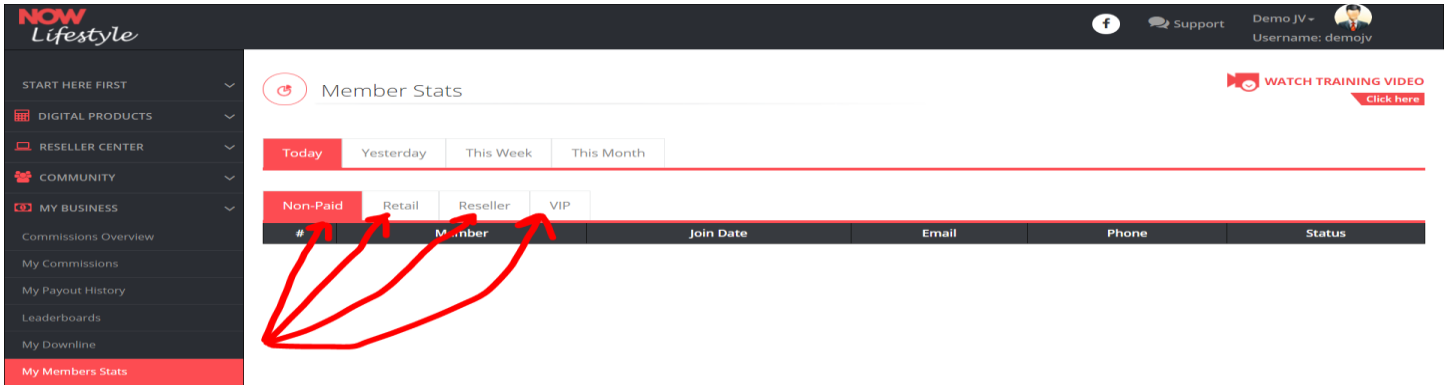 NOW
Lifestyle
f
Support
Demo JV
Username: demojv
START HERE FIRST
DIGITAL PRODUCTS
RESELLER CENTER
COMMUNITY
MY BUSINESS
Commissions Overview
My Commissions
My Payout History
Leaderboards
My Downline
My Members Stats
Member Stats
WATCH TRAINING VIDEO
Click here
Today Yesterday This Week This Month
Non-Paid Retail Reseller VIP
# Member Join Date Email Phone Status